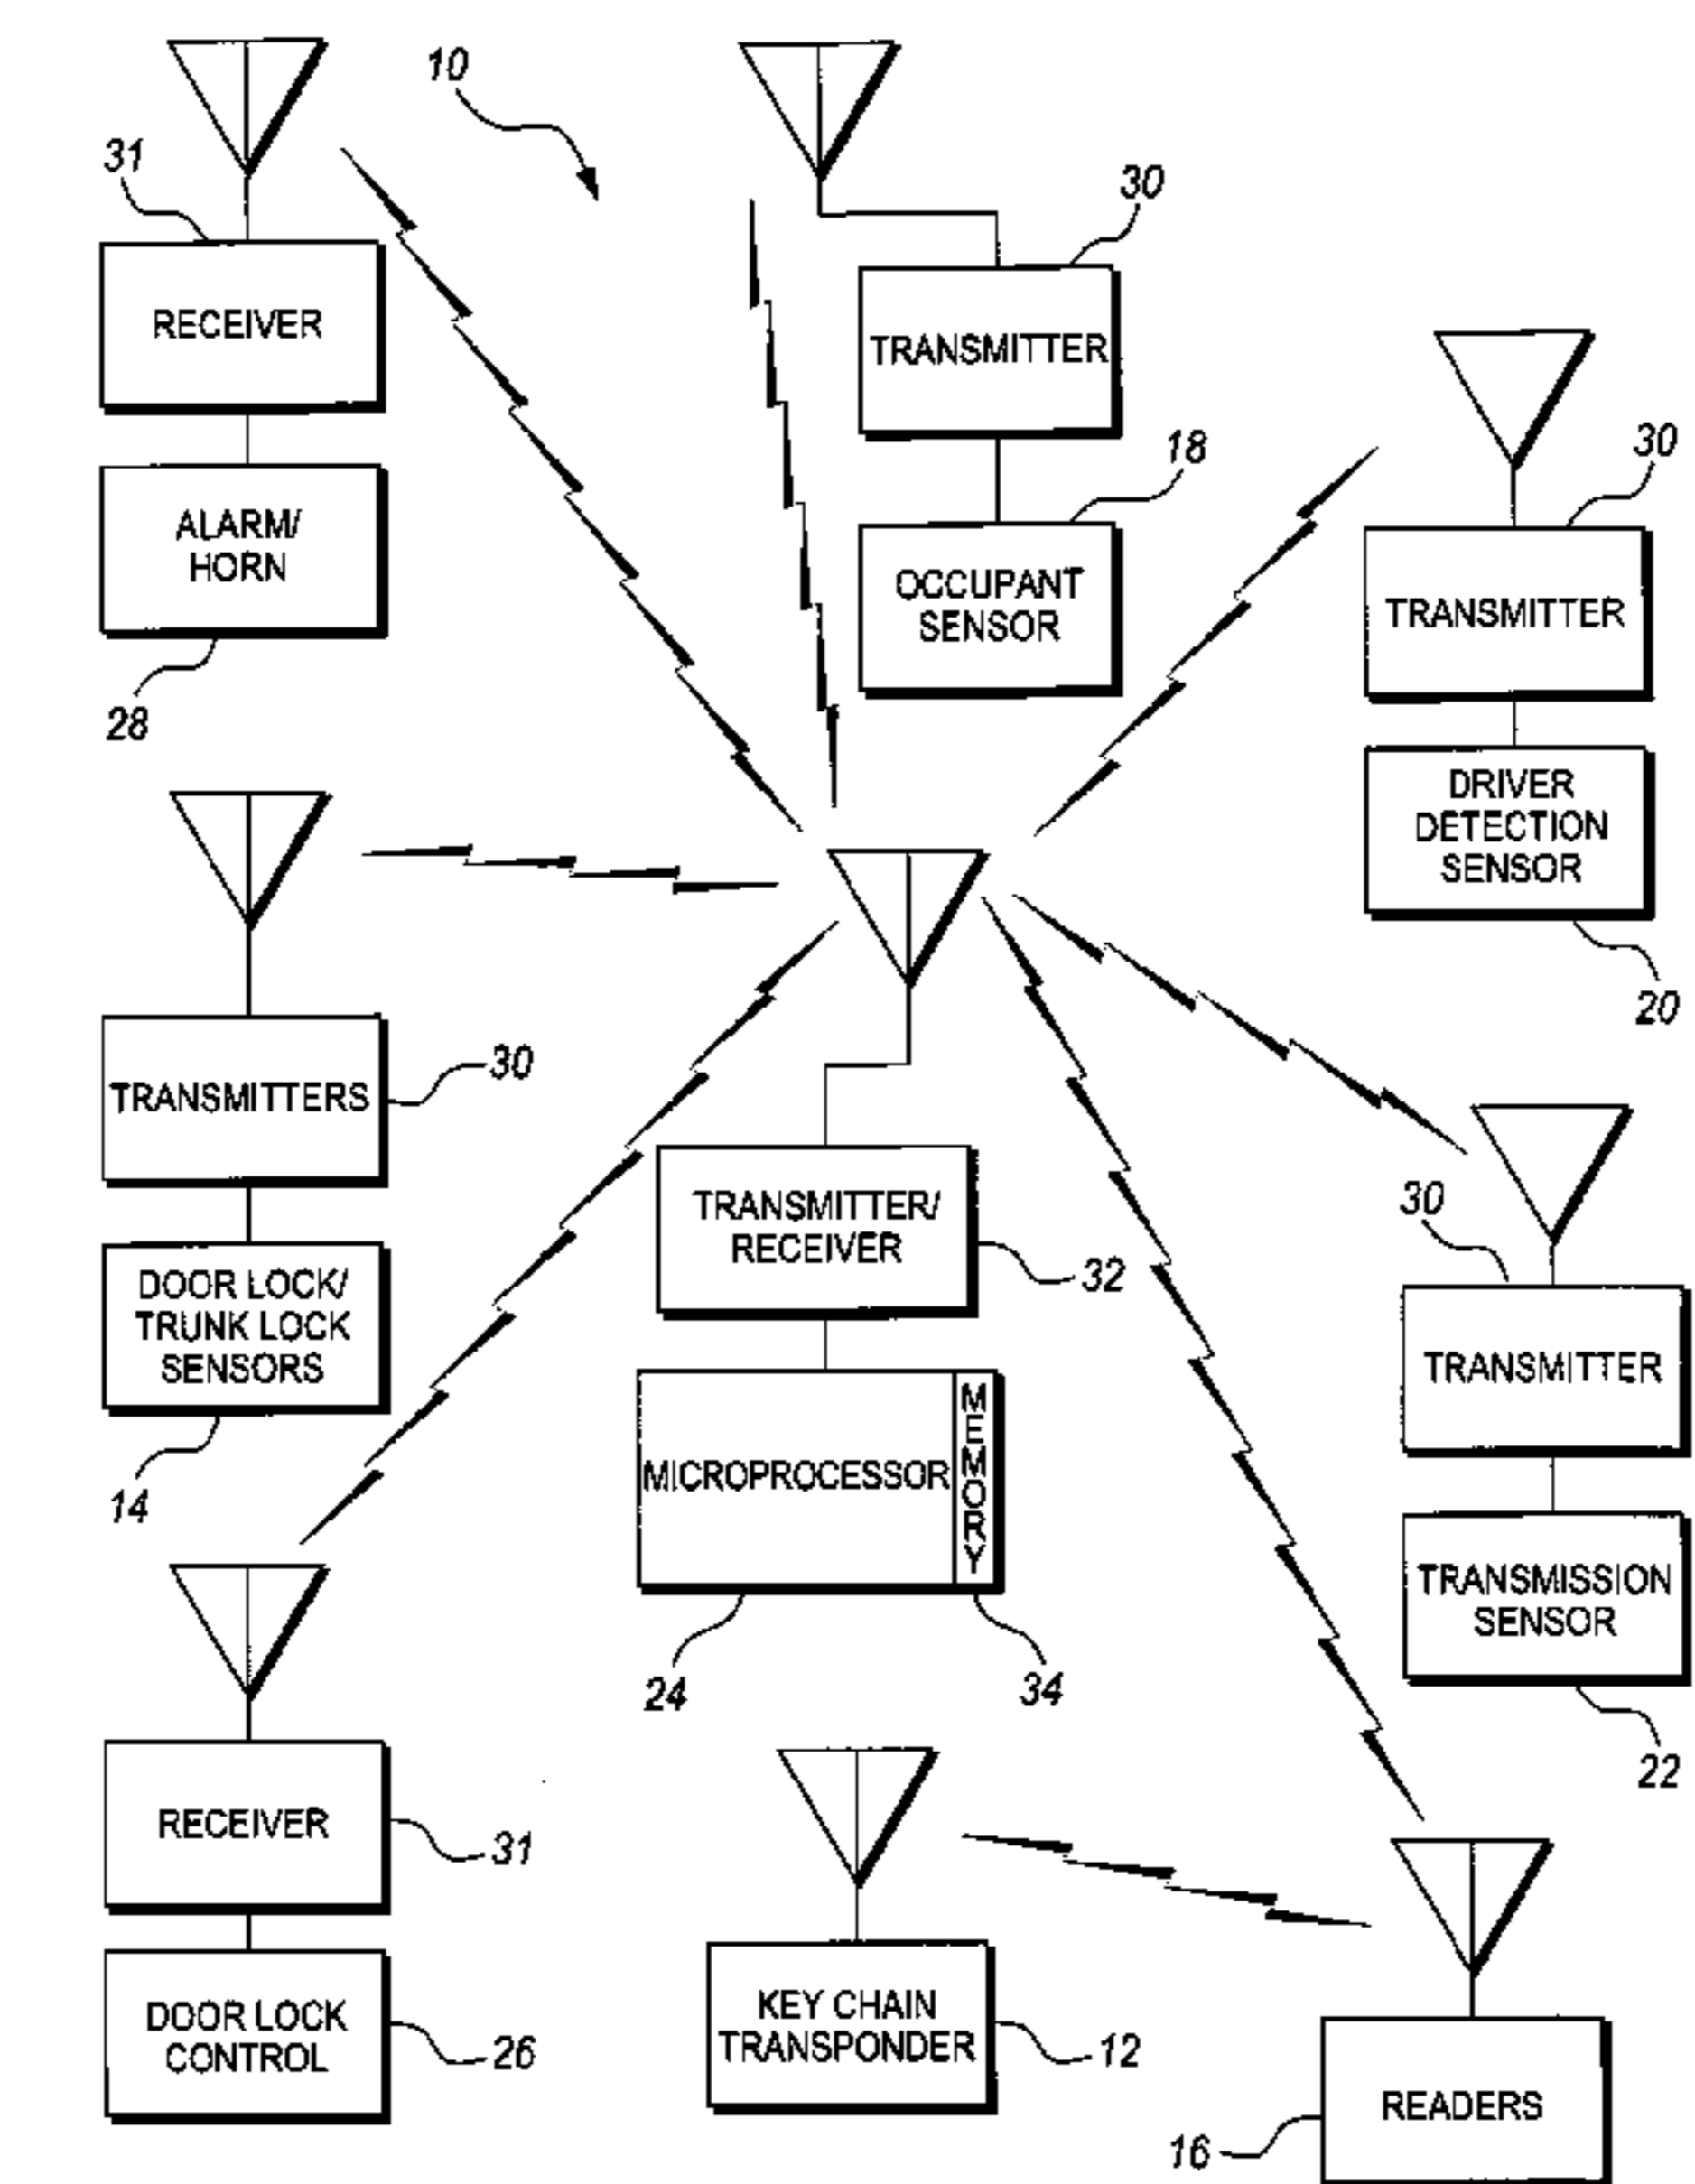 10
31
RECEIVER
ALARM/
HORN
28
30
TRANSMITTER
18
OCCUPANT
SENSOR
30
TRANSMITTER
DRIVER
DETECTION
SENSOR
20
TRANSMITTERS
30
DOOR LOCK/
TRUNK LOCK
SENSORS
14
TRANSMITTER/
RECEIVER
32
MICROPROCESSOR
MEMORY
24
34
30
TRANSMITTER
TRANSMISSION
SENSOR
22
RECEIVER
31
DOOR LOCK
CONTROL
26
KEY CHAIN
TRANSPONDER
12
READERS
16